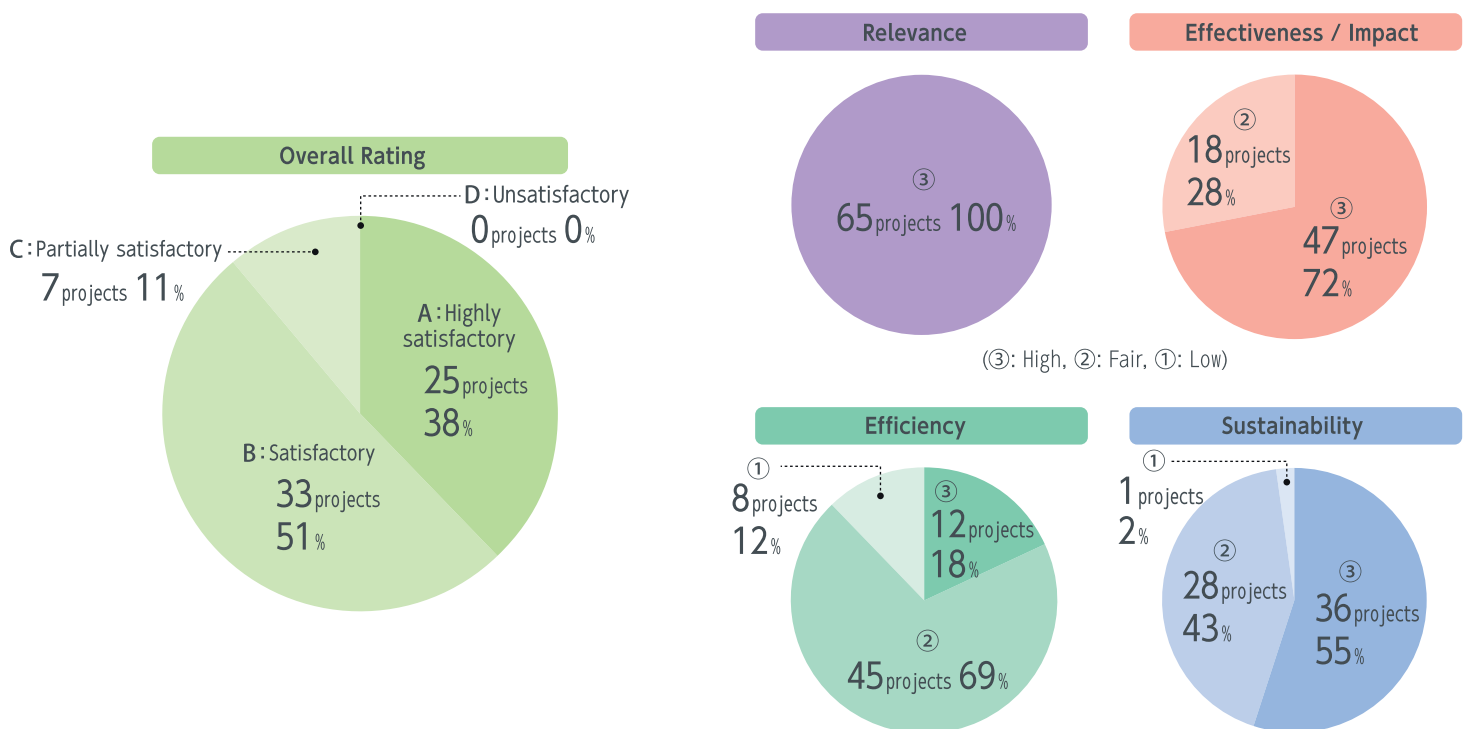 Overall Rating
D:Unsatisfactory
0projects 0%
C:Partially satisfactory
7projects 11%
A:Highly
satisfactory
25projects
38%
B:Satisfactory
33projects
51%
Relevance
③
65projects 100%
Effectiveness / Impact
②
18projects
28%
③
47projects
72%
(③: High, ②: Fair, ①: Low)
Efficiency
①
8projects
12%
③
12projects
18%
②
45projects 69%
Sustainability
①
1projects
2%
②
28projects
43%
③
36projects
55%